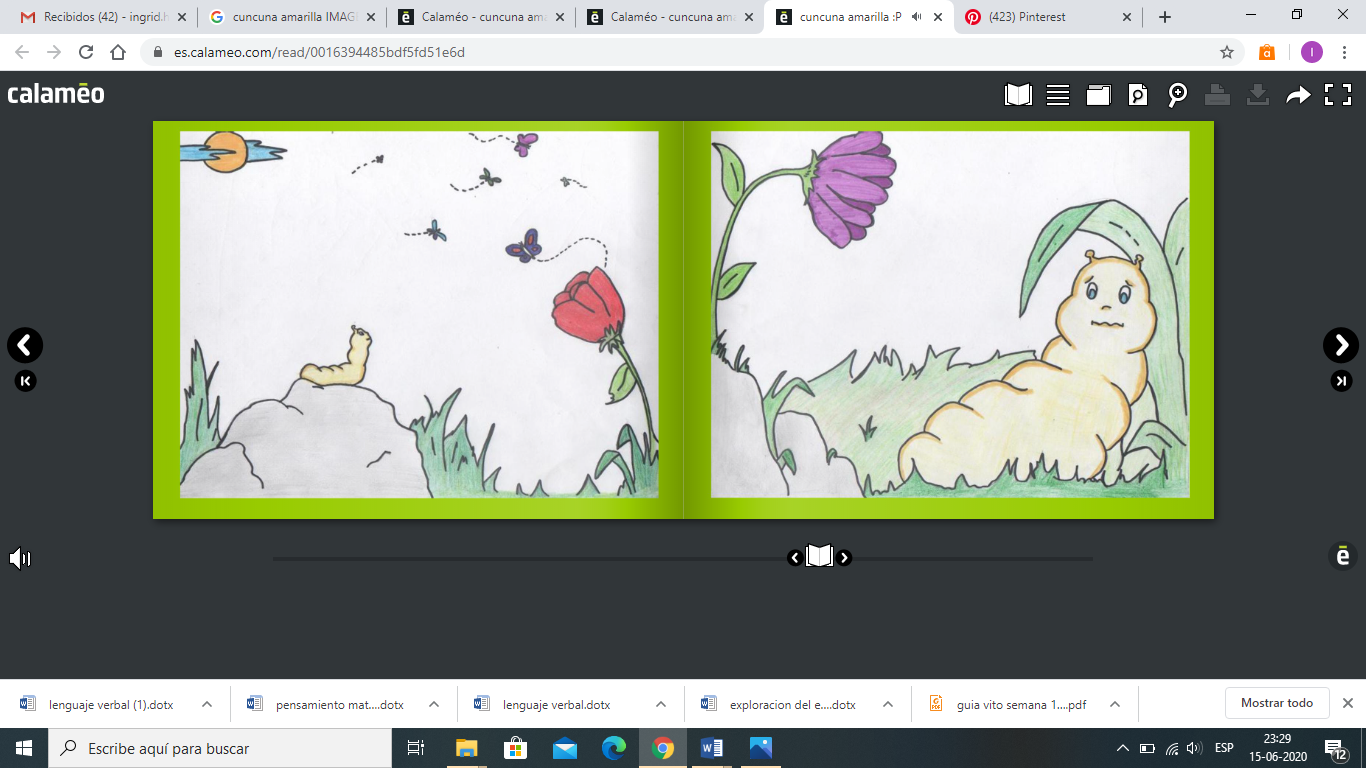 Recibidos (42) - ingrid.h
cuncuna amarilla IMAG
Calaméo - cuncuna ama
Calaméo - cuncuna ama
cuncuna amarilla :P
(423) Pinterest
es.calameo.com/read/0016394485bdf5fd51e6d
calaméo
lenguaje verbal (1).dotx
pensamiento mat....dotx
lenguaje verbal.dotx
exploracion del e....dotx
guia vito semana 1....pdf
Mostrar todo
Escribe aquí para buscar
ESP
23:29
15-06-2020
12